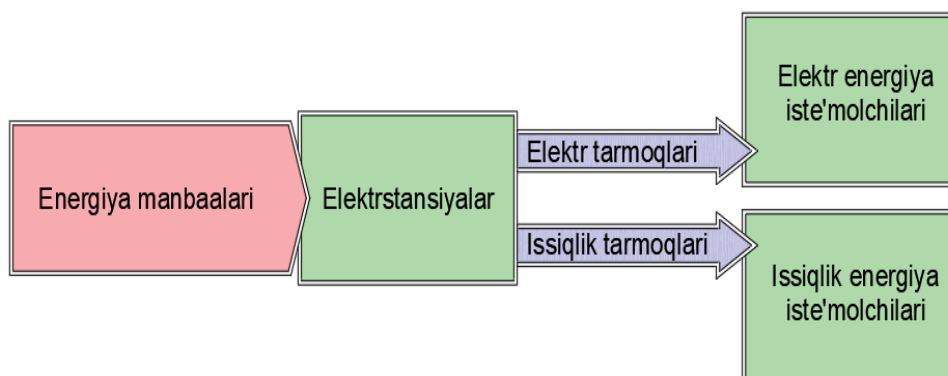 Energiya manbaalari
Elektrstansiyalar
Elektr tarmoqlari
Elektr energiya
iste'molchilari
Issiqlik tarmoqlari
Issiqlik energiya
iste'molchilari